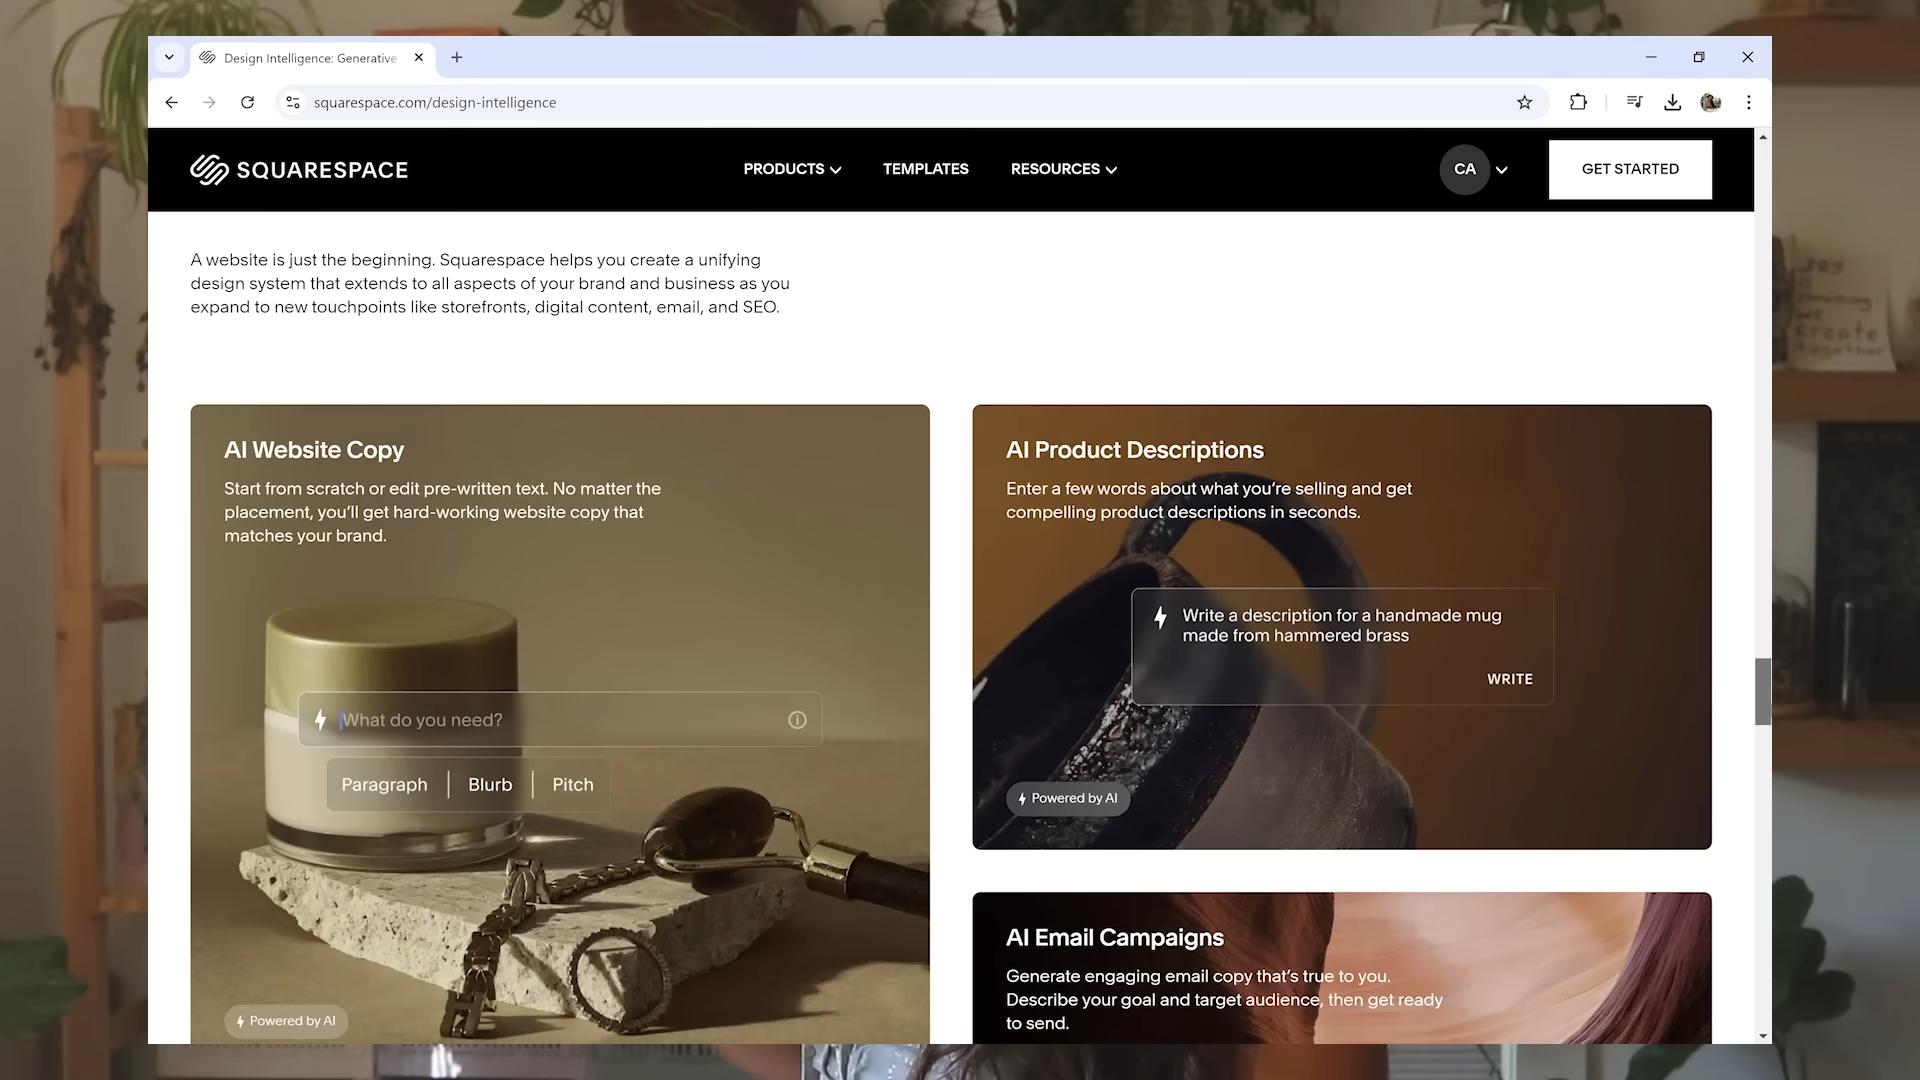 Design Intelligence: Generative
squarespace.com/design-intelligence
SQUARESPACE
PRODUCTS
TEMPLATES
RESOURCES
CA
GET STARTED
A website is just the beginning. Squarespace helps you create a unifying
design system that extends to all aspects of your brand and business as you
expand to new touchpoints like storefronts, digital content, email, and SEO.
AI Website Copy
Start from scratch or edit pre-written text. No matter the
placement, you’ll get hard-working website copy that
matches your brand.
What do you need?
Paragraph
Blurb
Pitch
Powered by AI
AI Product Descriptions
Enter a few words about what you’re selling and get
compelling product descriptions in seconds.
Write a description for a handmade mug
made from hammered brass
WRITE
Powered by AI
AI Email Campaigns
Generate engaging email copy that’s true to you.
Describe your goal and target audience, then get ready
to send.
joy
is
something
we
create
together